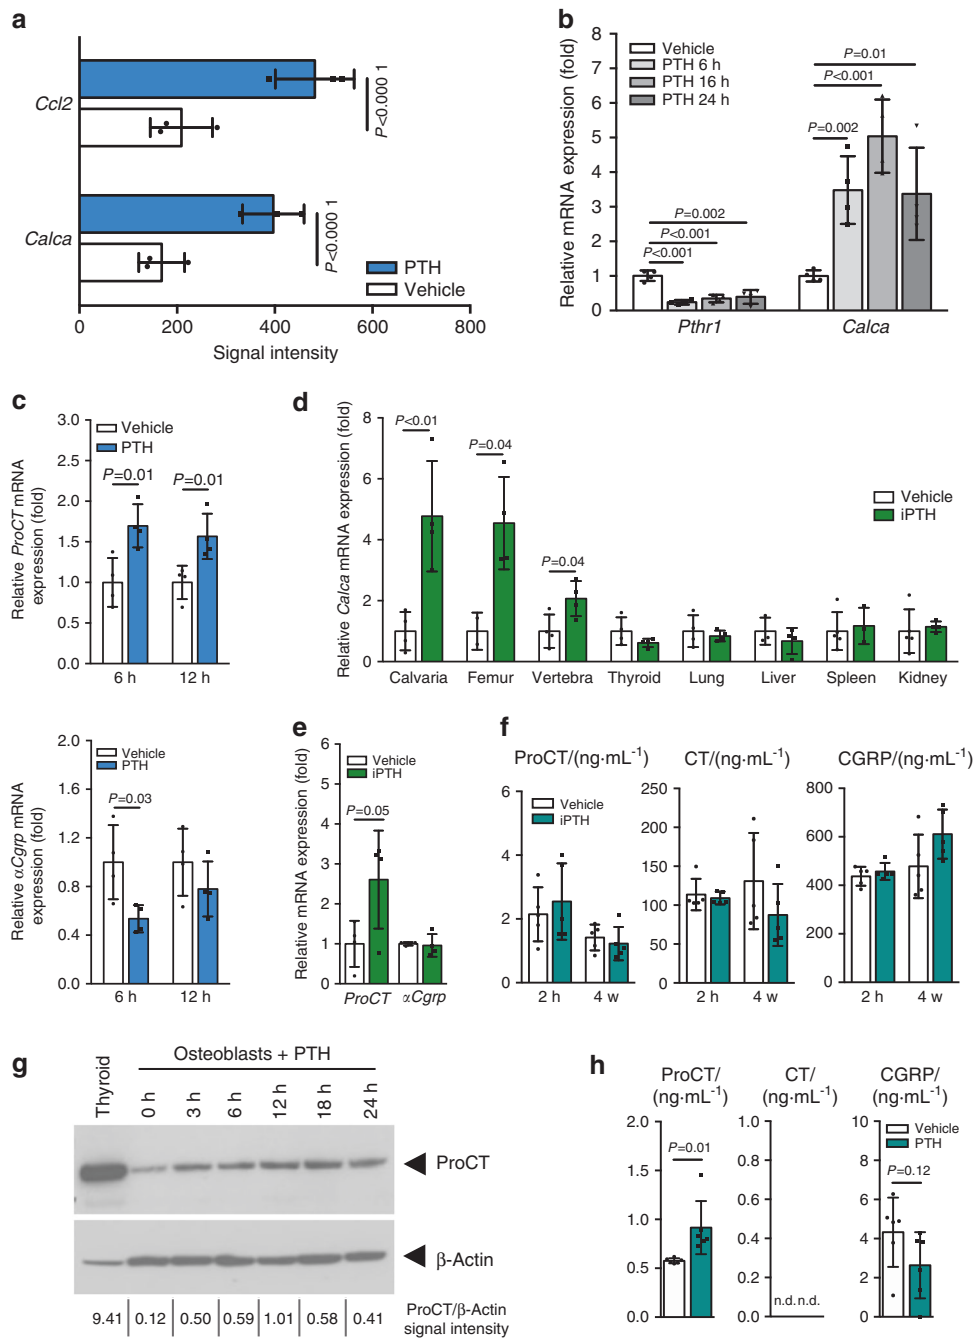 a
Ccl2
Calca
P<0.000 1
P<0.000 1
PTH
Vehicle
0 200 400 600 800
Signal intensity
b
Relative mRNA expression (fold)
8
7
6
5
4
3
2
1
0
Vehicle
PTH 6 h
PTH 16 h
PTH 24 h
P=0.01
P<0.001
P=0.002
P=0.002
P<0.001
P<0.001
Pthr1 Calca
c
Relative ProCT mRNA
expression (fold)
3.0
2.5
2.0
1.5
1.0
0.5
0.0
Vehicle
PTH
P=0.01 P=0.01
6 h 12 h
Relative αCgrp mRNA
expression (fold)
2.0
1.6
1.2
0.8
0.4
0.0
Vehicle
PTH
P=0.03
6 h 12 h
d
Relative Calca mRNA expression (fold)
8
6
4
2
0
P<0.01
P=0.04
P=0.04
Vehicle
iPTH
Calvaria Femur Vertebra Thyroid Lung Liver Spleen Kidney
e
Relative mRNA expression (fold)
6
5
4
3
2
1
0
Vehicle
iPTH
P=0.05
ProCT αCgrp
f
ProCT/(ng·mL-1)
6
4
2
0
Vehicle
iPTH
2 h 4 w
CT/(ng·mL-1)
250
200
150
100
50
0
2 h 4 w
CGRP/(ng·mL-1)
800
600
400
200
0
2 h 4 w
g
Osteoblasts + PTH
Thyroid 0 h 3 h 6 h 12 h 18 h 24 h
ProCT
β-Actin
9.41 0.12 0.50 0.59 1.01 0.58 0.41
ProCT/β-Actin
signal intensity
h
ProCT/
(ng·mL-1)
2.0
1.5
1.0
0.5
0.0
P=0.01
CT/
(ng·mL-1)
1.0
0.8
0.6
0.4
0.2
0.0
n.d. n.d.
CGRP/
(ng·mL-1)
10
8
6
4
2
0
Vehicle
PTH
P=0.12